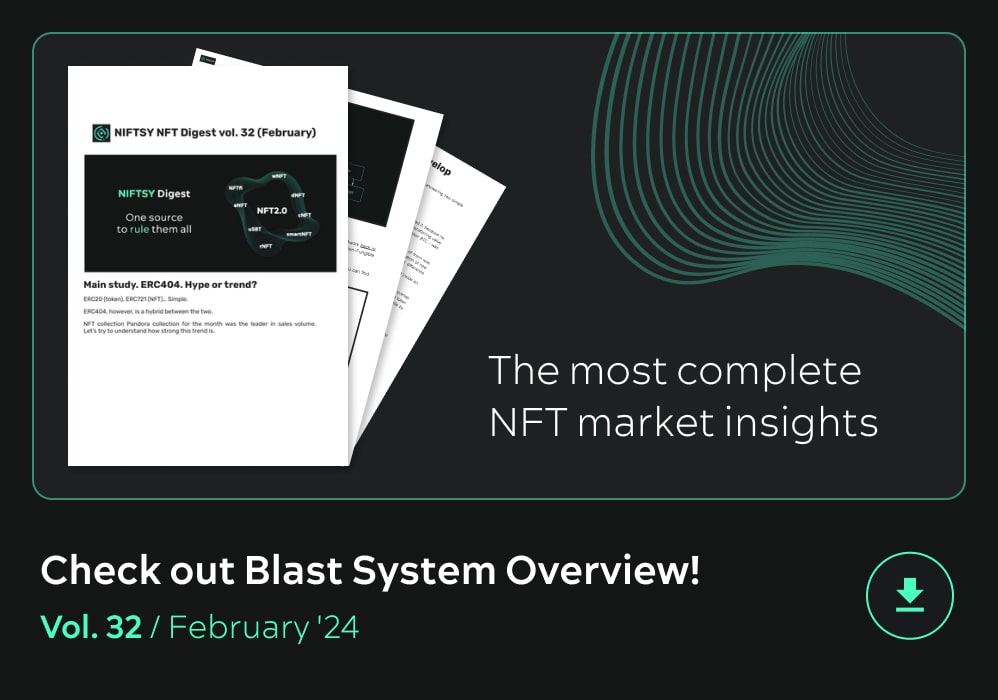 NIFTSY NFT Digest vol. 32 (February)
NIFTSY Digest
One source
to rule them all
wNFT
NFTfi
dNFT
eNFT
NFT2.0
cNFT
sSBT
smartNFT
rNFT
Main study. ERC404. Hype or trend?
ERC20 (token), ERC721 (NFT)... Simple.
ERC404, however, is a hybrid between the two.
NFT collection Pandora collection for the month was the leader in sales volume.
Let's try to understand how strong this trend is.
The most complete
NFT market insights
Check out Blast System Overview!
Vol. 32 / February '24